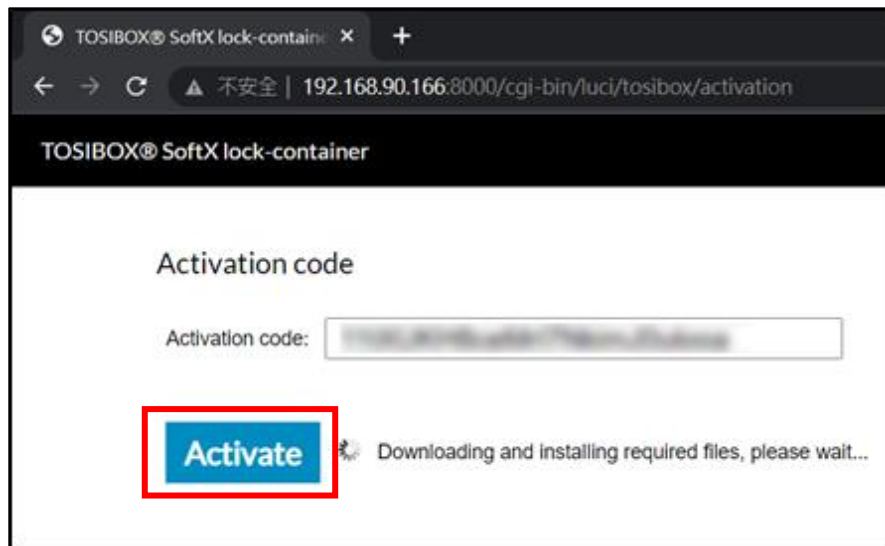 TOSIBOX® SoftX lock-contain
不安全 | 192.168.90.166:8000/cgi-bin/luci/tosibox/activation
TOSIBOX® SoftX lock-container
Activation code
Activation code:
Activate Downloading and installing required files, please wait...